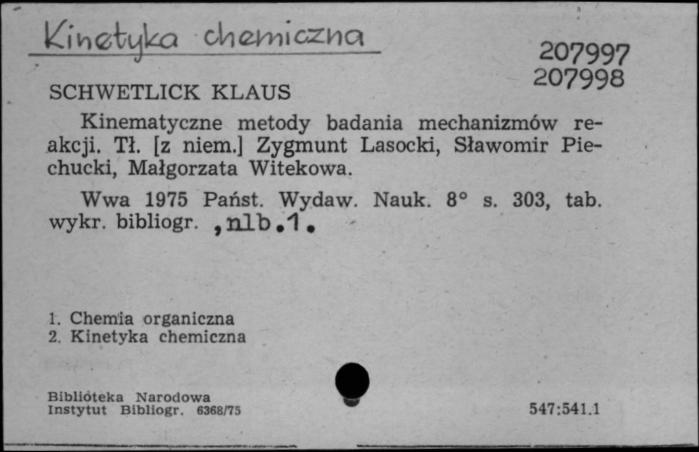 Kinetyka chemiczna
207997
207998
SCHWETLICK KLAUS
Kinematyczne metody badania mechanizmów re-
akcji. Tł. [z niem.] Zygmunt Lasocki, Sławomir Pie-
chucki, Małgorzata Witekowa.
Wwa 1975 Państ. Wydaw. Nauk. 8° s. 303, tab.
wykr. bibliogr. , nlb.1.
1. Chemia organiczna
2. Kinetyka chemiczna
Biblióteka Narodowa
Instytut Bibliogr. 6368/75
547:541.1